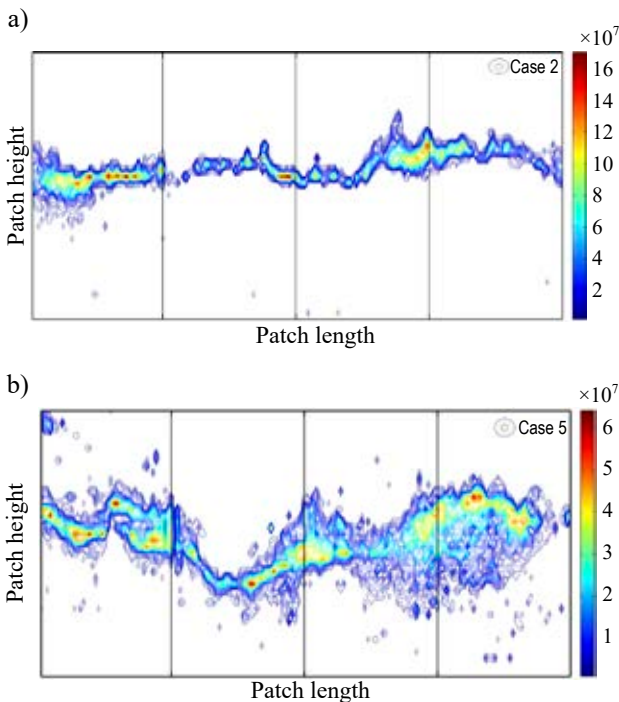 a)
×10⁷
Case 2
16
14
12
10
8
6
4
2
Patch height
Patch length
b)
×10⁷
Case 5
6
5
4
3
2
1
Patch height
Patch length